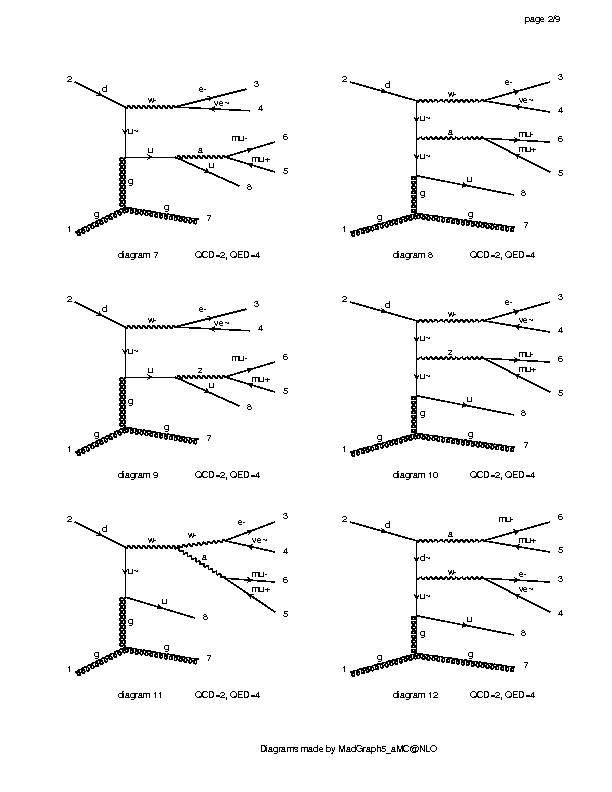 page 2/9
2 d w- e- 3
ve~ 4
u~
u a mu- 6
mu+ 5
u 8
g
g g 7
1
diagram 7 QCD=2, QED=4
2 d w- e- 3
ve~ 4
u~
a mu- 6
mu+ 5
u~
u 8
g
g g 7
1
diagram 8 QCD=2, QED=4
2 d w- e- 3
ve~ 4
u~
u z mu- 6
mu+ 5
u 8
g
g g 7
1
diagram 9 QCD=2, QED=4
2 d w- e- 3
ve~ 4
u~
z mu- 6
mu+ 5
u~
u 8
g
g g 7
1
diagram 10 QCD=2, QED=4
2 d w- w- e- 3
ve~ 4
a
u~ mu- 6
mu+ 5
u 8
g
g g 7
1
diagram 11 QCD=2, QED=4
2 d a mu- 6
mu+ 5
d~
w- e- 3
ve~ 4
u~
u 8
g
g g 7
1
diagram 12 QCD=2, QED=4
Diagrams made by MadGraph5_aMC@NLO